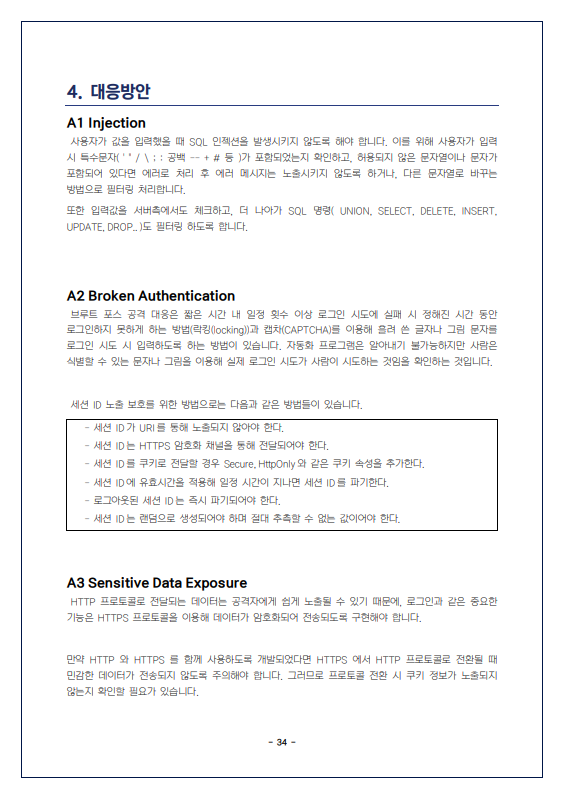 4. 대응방안
A1 Injection
사용자가 값을 입력했을 때 SQL 인젝션을 발생시키지 않도록 해야 합니다. 이를 위해 사용자가 입력
시 특수문자( ' " / \ ; : 공백 -- + # 등 )가 포함되었는지 확인하고, 허용되지 않은 문자열이나 문자가
포함되어 있다면 에러로 처리 후 에러 메시지는 노출시키지 않도록 하거나, 다른 문자열로 바꾸는
방법으로 필터링 처리합니다.
또한 입력값을 서버측에서도 체크하고, 더 나아가 SQL 명령( UNION, SELECT, DELETE, INSERT,
UPDATE, DROP.. )도 필터링 하도록 합니다.
A2 Broken Authentication
브루트 포스 공격 대응은 짧은 시간 내 일정 횟수 이상 로그인 시도에 실패 시 정해진 시간 동안
로그인하지 못하게 하는 방법(락킹(locking))과 캡차(CAPTCHA)를 이용해 흘려 쓴 글자나 그림 문자를
로그인 시도 시 입력하도록 하는 방법이 있습니다. 자동화 프로그램은 알아내기 불가능하지만 사람은
식별할 수 있는 문자나 그림을 이용해 실제 로그인 시도가 사람이 시도하는 것임을 확인하는 것입니다.
세션 ID 노출 보호를 위한 방법으로는 다음과 같은 방법들이 있습니다.
- 세션 ID가 URI를 통해 노출되지 않아야 한다.
- 세션 ID는 HTTPS 암호화 채널을 통해 전달되어야 한다.
- 세션 ID를 쿠키로 전달할 경우 Secure, HttpOnly와 같은 쿠키 속성을 추가한다.
- 세션 ID에 유효시간을 적용해 일정 시간이 지나면 세션 ID를 파기한다.
- 로그아웃된 세션 ID는 즉시 파기되어야 한다.
- 세션 ID는 랜덤으로 생성되어야 하며 절대 추측할 수 없는 값이어야 한다.
A3 Sensitive Data Exposure
HTTP 프로토콜로 전달되는 데이터는 공격자에게 쉽게 노출될 수 있기 때문에, 로그인과 같은 중요한
기능은 HTTPS 프로토콜을 이용해 데이터가 암호화되어 전송되도록 구현해야 합니다.
만약 HTTP 와 HTTPS 를 함께 사용하도록 개발되었다면 HTTPS 에서 HTTP 프로토콜로 전환될 때
민감한 데이터가 전송되지 않도록 주의해야 합니다. 그러므로 프로토콜 전환 시 쿠키 정보가 노출되지
않는지 확인할 필요가 있습니다.
- 34 -